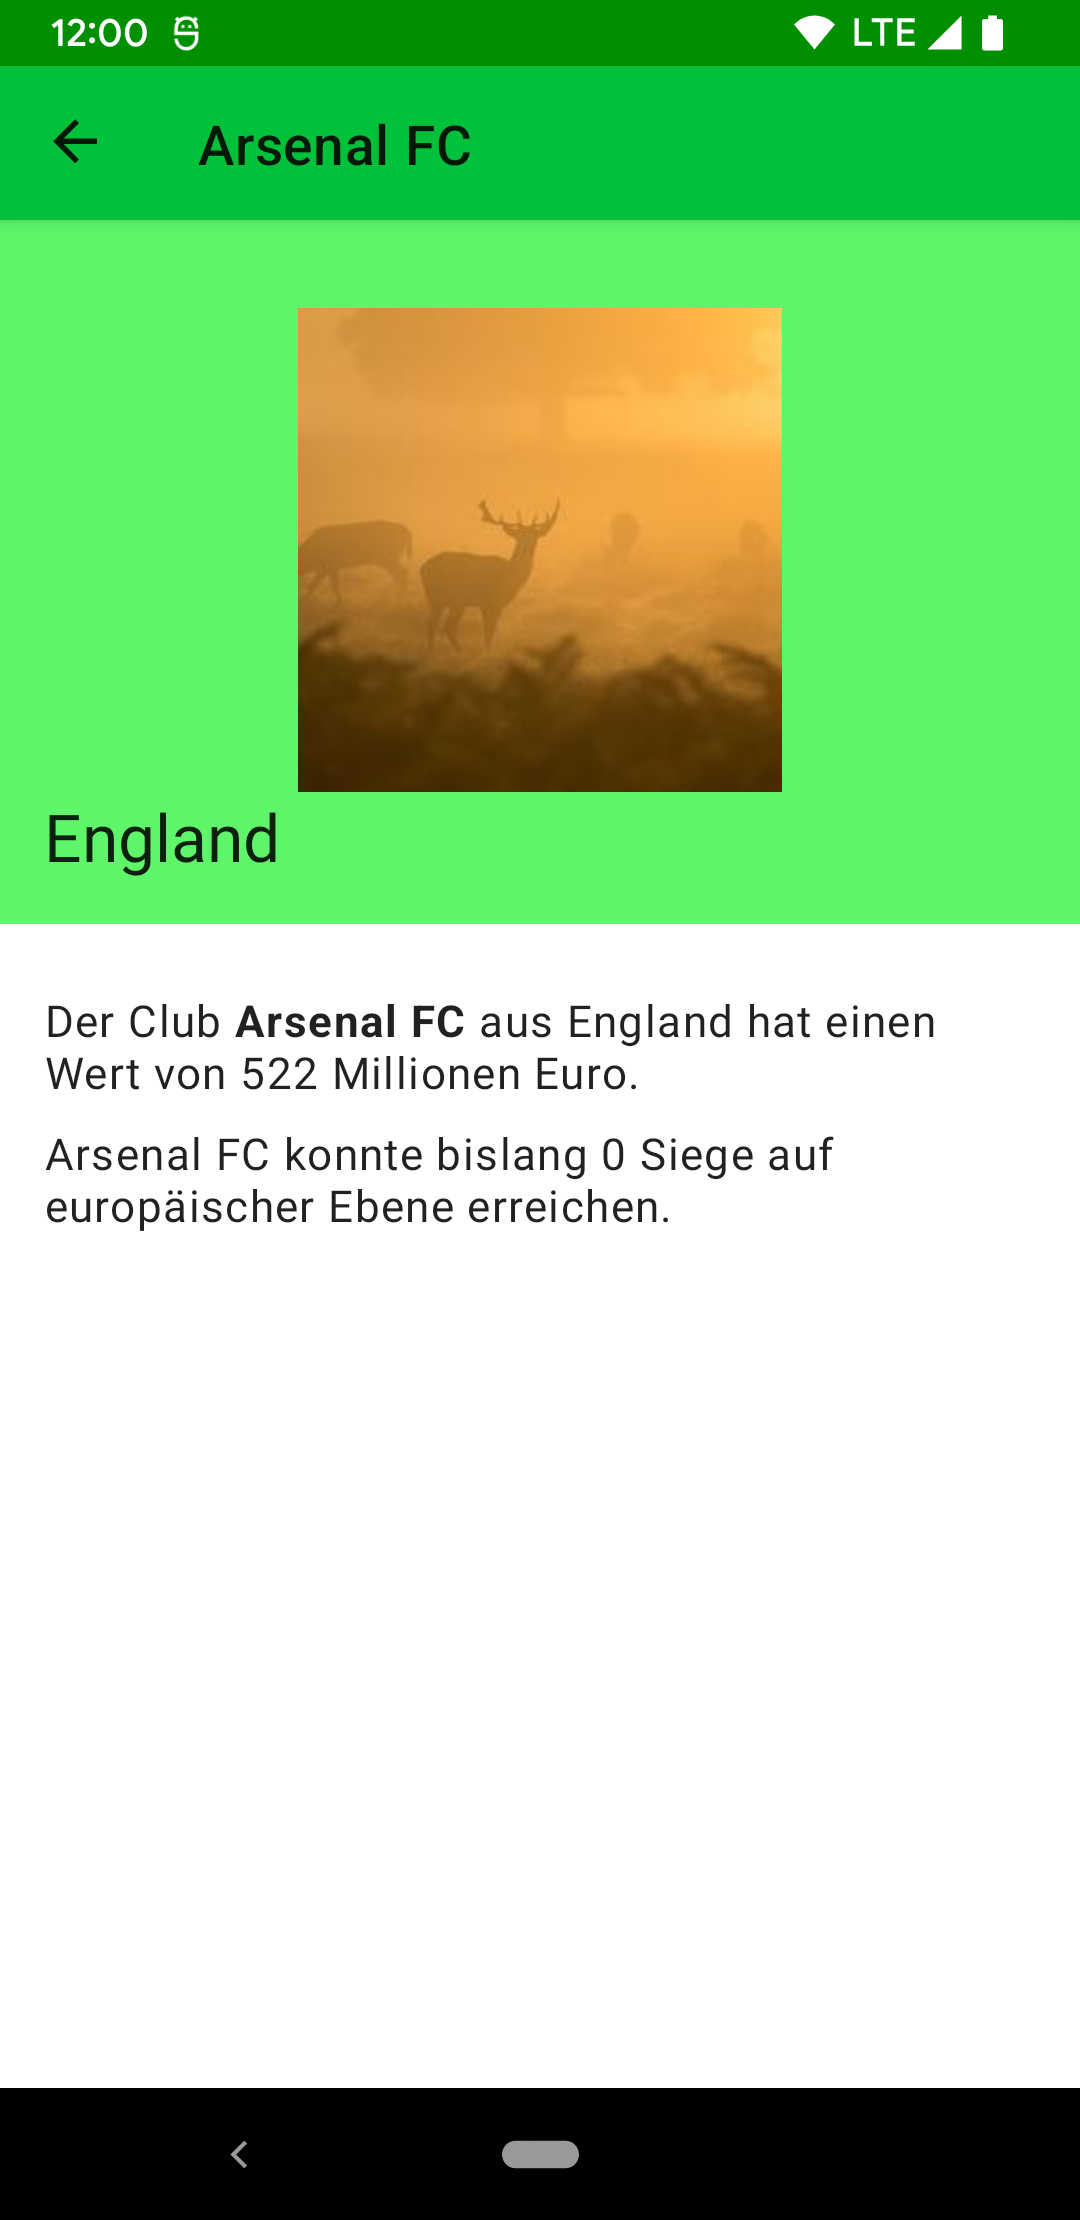 12:00 LTE
Arsenal FC
England
Der Club Arsenal FC aus England hat einen
Wert von 522 Millionen Euro.
Arsenal FC konnte bislang 0 Siege auf
europäischer Ebene erreichen.